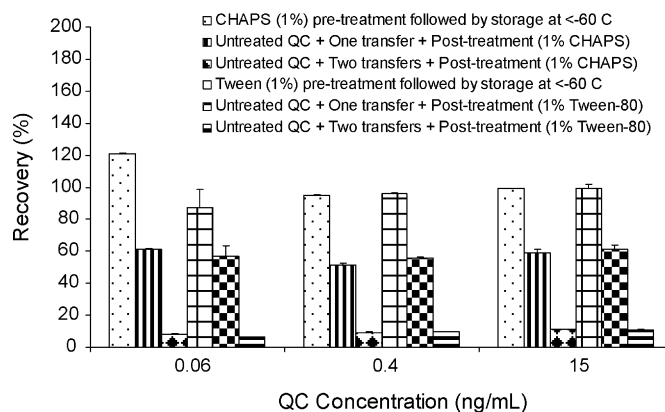 CHAPS (1%) pre-treatment followed by storage at <-60 C
Untreated QC + One transfer + Post-treatment (1% CHAPS)
Untreated QC + Two transfers + Post-treatment (1% CHAPS)
Tween (1%) pre-treatment followed by storage at <-60 C
Untreated QC + One transfer + Post-treatment (1% Tween-80)
Untreated QC + Two transfers + Post-treatment (1% Tween-80)
200
180
160
140
120
100
80
60
40
20
0
Recovery (%)
0.06 0.4 15
QC Concentration (ng/mL)